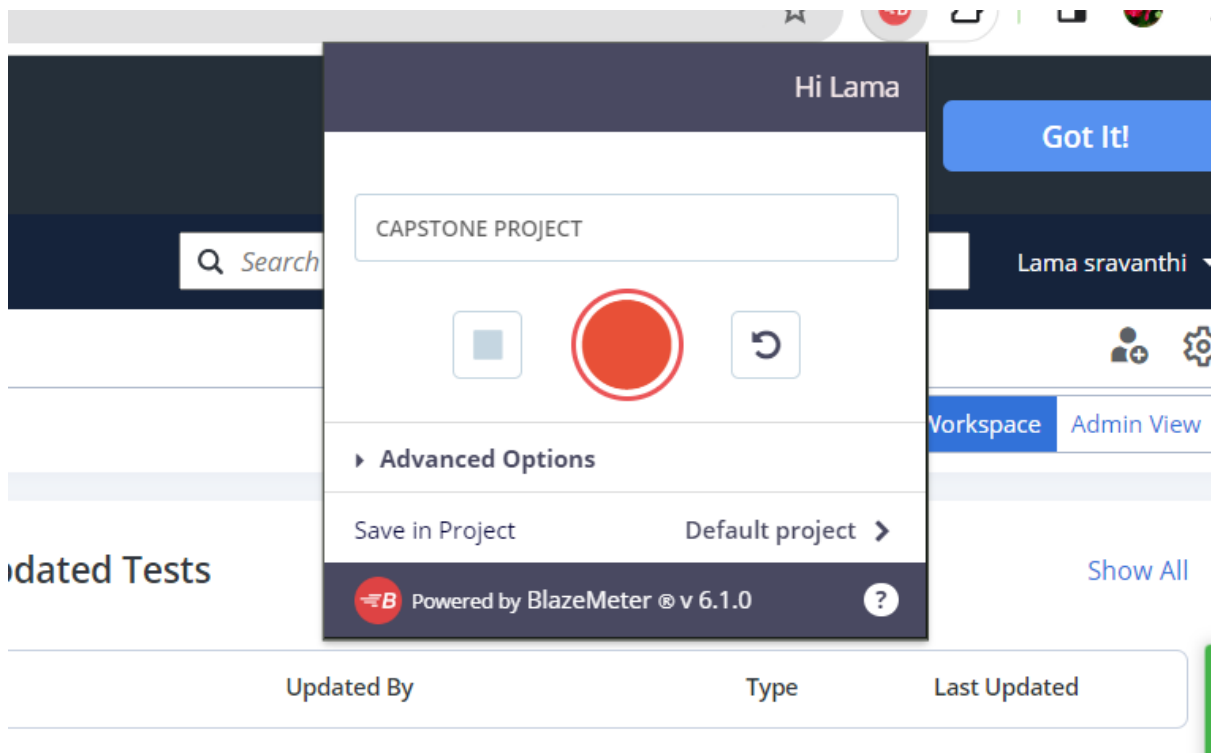 Hi Lama
Got It!
CAPSTONE PROJECT
Search
Lama sravanthi
Workspace
Admin View
Advanced Options
Save in Project
Default project
dated Tests
Show All
B Powered by BlazeMeter ® v 6.1.0
?
Updated By
Type
Last Updated